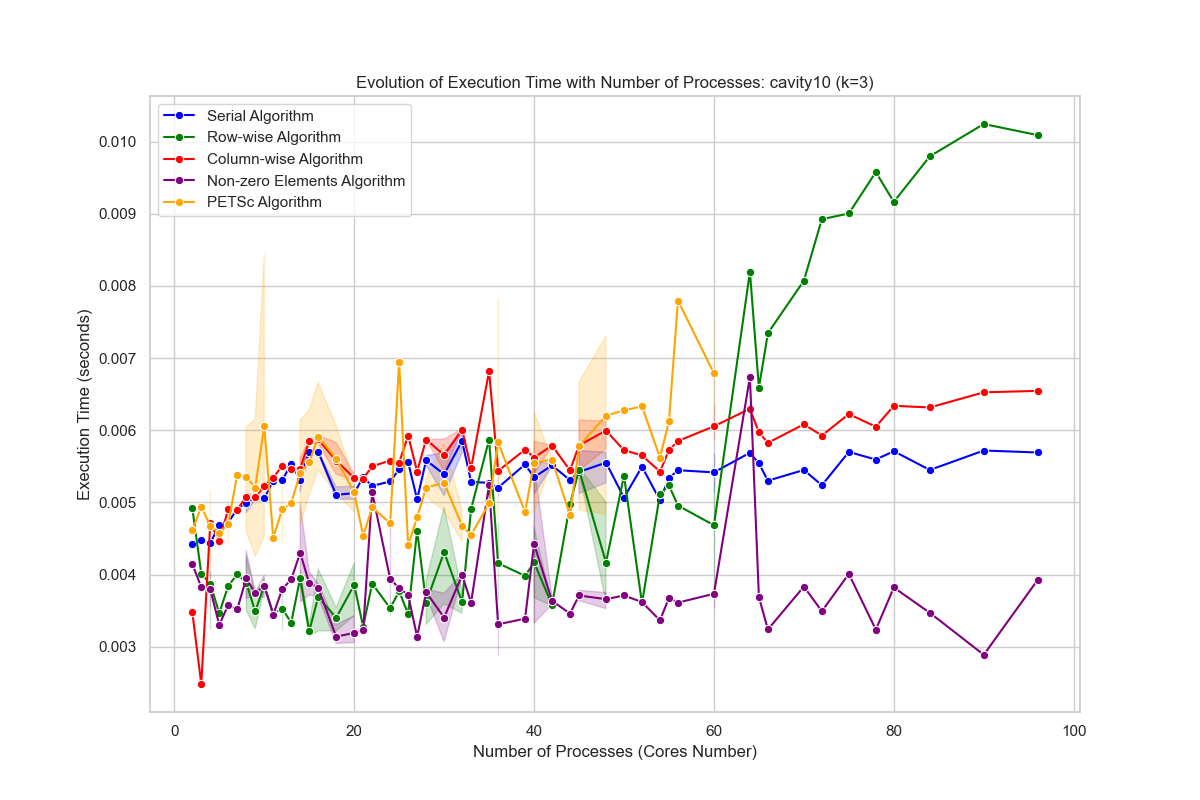 Evolution of Execution Time with Number of Processes: cavity10 (k=3)
Serial Algorithm
Row-wise Algorithm
Column-wise Algorithm
Non-zero Elements Algorithm
PETSc Algorithm
Execution Time (seconds)
0.010
0.009
0.008
0.007
0.006
0.005
0.004
0.003
0 20 40 60 80 100
Number of Processes (Cores Number)